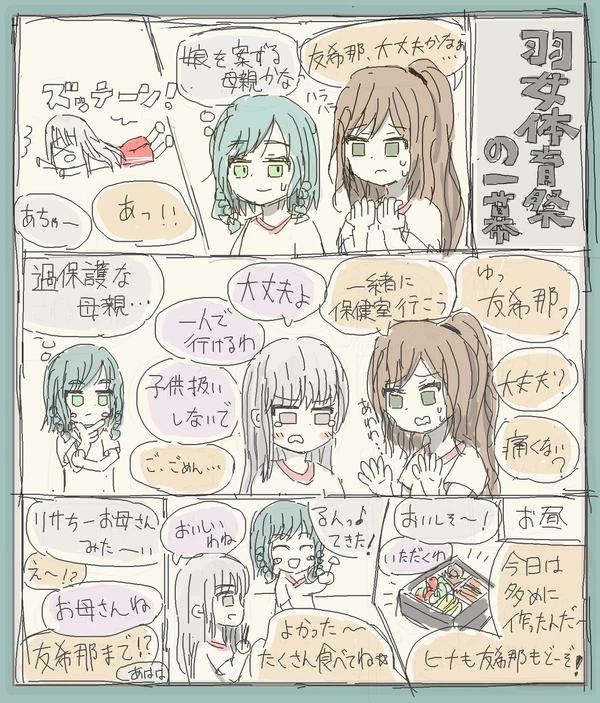 羽女体育祭
の一幕
友希那、大丈夫かなぁ
ハラハラ
娘を案ずる
母親かな
ズッテーン!
あっ!!
あちゃー
ゆっ
友希那っ
大丈夫?
痛くない?
一緒に
保健室行こう
あわわ
大丈夫よ
一人で
行けるわ
子供扱い
しないで
ご、ごめん…
過保護な
母親…
お昼
今日は
多めに
作ったんだ〜
ヒナも友希那もどーぞ!
おいしそ〜!
いただくわ
るんっ♪
てきた!
おいしい
わね
よかった〜
たくさん食べてね☆
リサちーお母さん
みた〜い
え〜!?
お母さんね
友希那まで!?
あはは